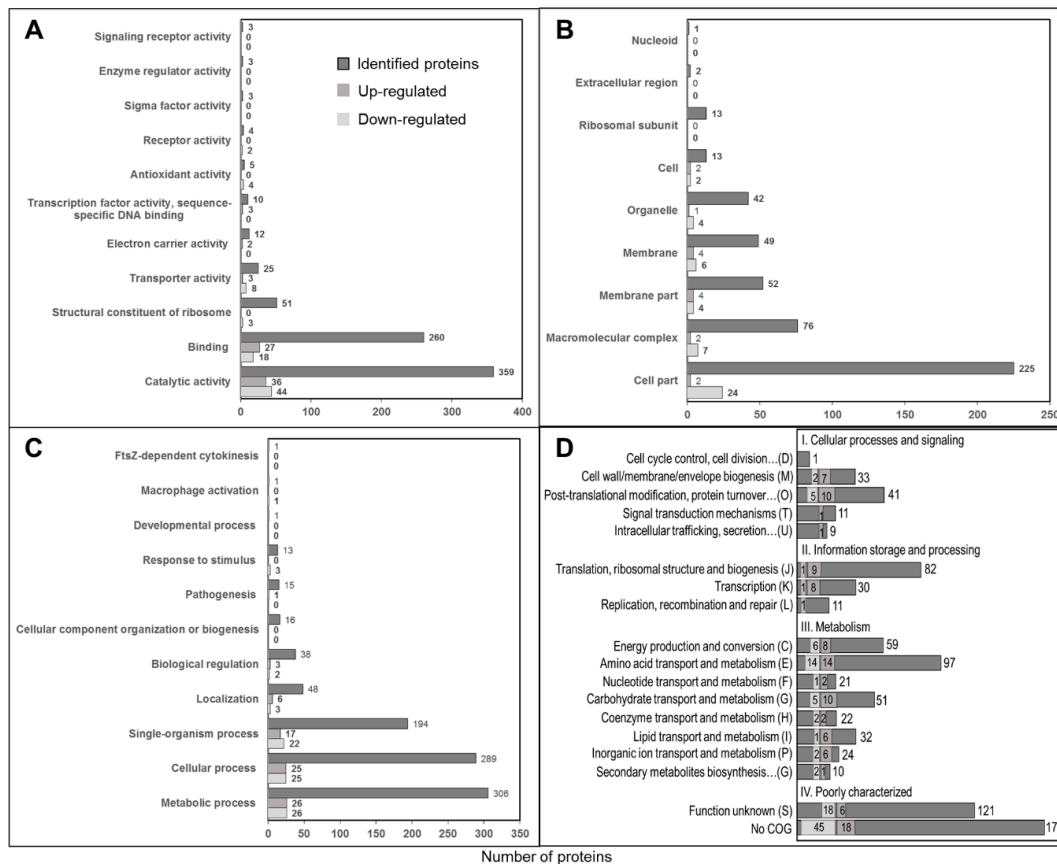 A
Signaling receptor activity 3 0 0
Enzyme regulator activity 3 0 0
Sigma factor activity 3 0 0
Receptor activity 4 0 2
Antioxidant activity 5 0 4
Transcription factor activity, sequence-
specific DNA binding 10 3 0
Electron carrier activity 12 2 0
Transporter activity 25 3 8
Structural constituent of ribosome 51 0 3
Binding 260 27 18
Catalytic activity 359 36 44
0 100 200 300 400
Identified proteins
Up-regulated
Down-regulated
B
Nucleoid 1 0 0
Extracellular region 2 0 0
Ribosomal subunit 13 0 0
Cell 13 2 2
Organelle 42 1 4
Membrane 49 4 6
Membrane part 52 4 4
Macromolecular complex 76 2 7
Cell part 225 2 24
0 50 100 150 200 250
C
FtsZ-dependent cytokinesis 1 0 0
Macrophage activation 1 0 1
Developmental process 1 0 0
Response to stimulus 13 0 3
Pathogenesis 15 1 0
Cellular component organization or biogenesis 16 0 0
Biological regulation 38 3 2
Localization 48 6 3
Single-organism process 194 17 22
Cellular process 289 25 25
Metabolic process 306 26 26
0 50 100 150 200 250 300 350
D
I. Cellular processes and signaling
Cell cycle control, cell division...(D) 1
Cell wall/membrane/envelope biogenesis (M) 2 7 33
Post-translational modification, protein turnover...(O) 5 10 41
Signal transduction mechanisms (T) 1 11
Intracellular trafficking, secretion...(U) 1 9
II. Information storage and processing
Translation, ribosomal structure and biogenesis (J) 1 9 82
Transcription (K) 1 8 30
Replication, recombination and repair (L) 1 11
III. Metabolism
Energy production and conversion (C) 6 8 59
Amino acid transport and metabolism (E) 14 14 97
Nucleotide transport and metabolism (F) 1 2 21
Carbohydrate transport and metabolism (G) 5 10 51
Coenzyme transport and metabolism (H) 2 2 22
Lipid transport and metabolism (I) 1 6 32
Inorganic ion transport and metabolism (P) 2 6 24
Secondary metabolites biosynthesis...(G) 2 1 10
IV. Poorly characterized
Function unknown (S) 18 6 121
No COG 45 18 17
Number of proteins